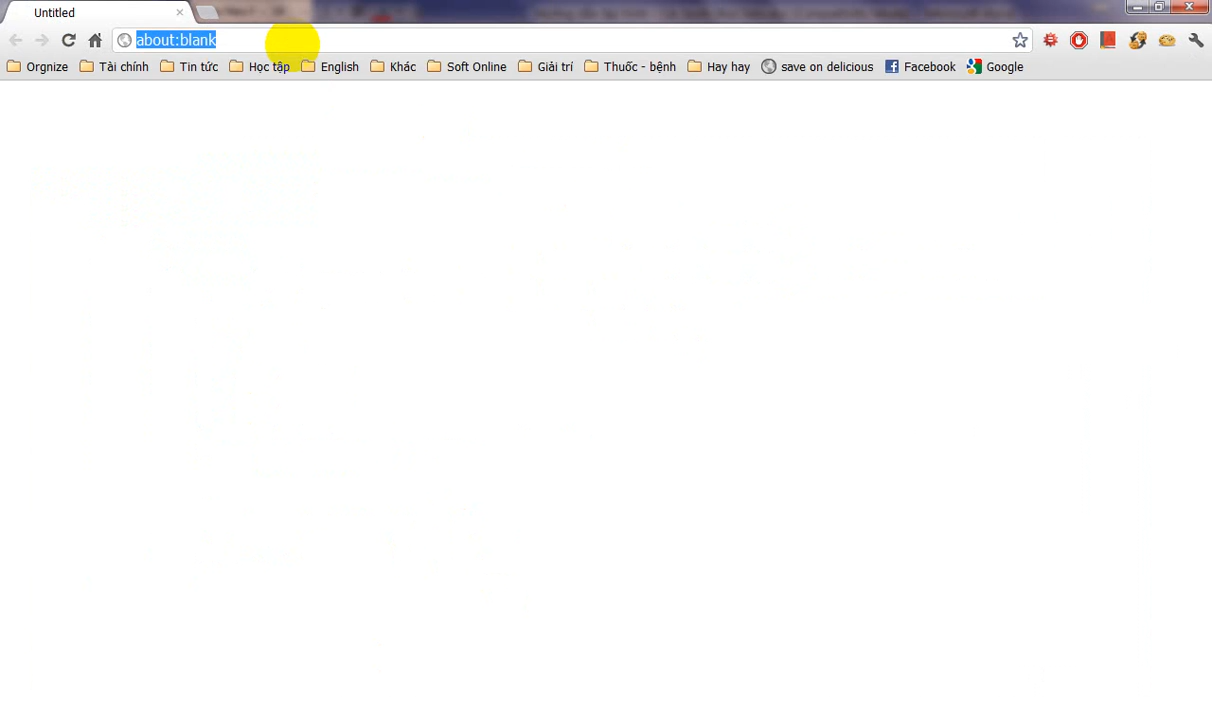 Untitled
about:blank
Orgnize Tài chính Tin tức Học tập English Khác Soft Online Giải trí Thuốc - bệnh Hay hay save on delicious Facebook Google